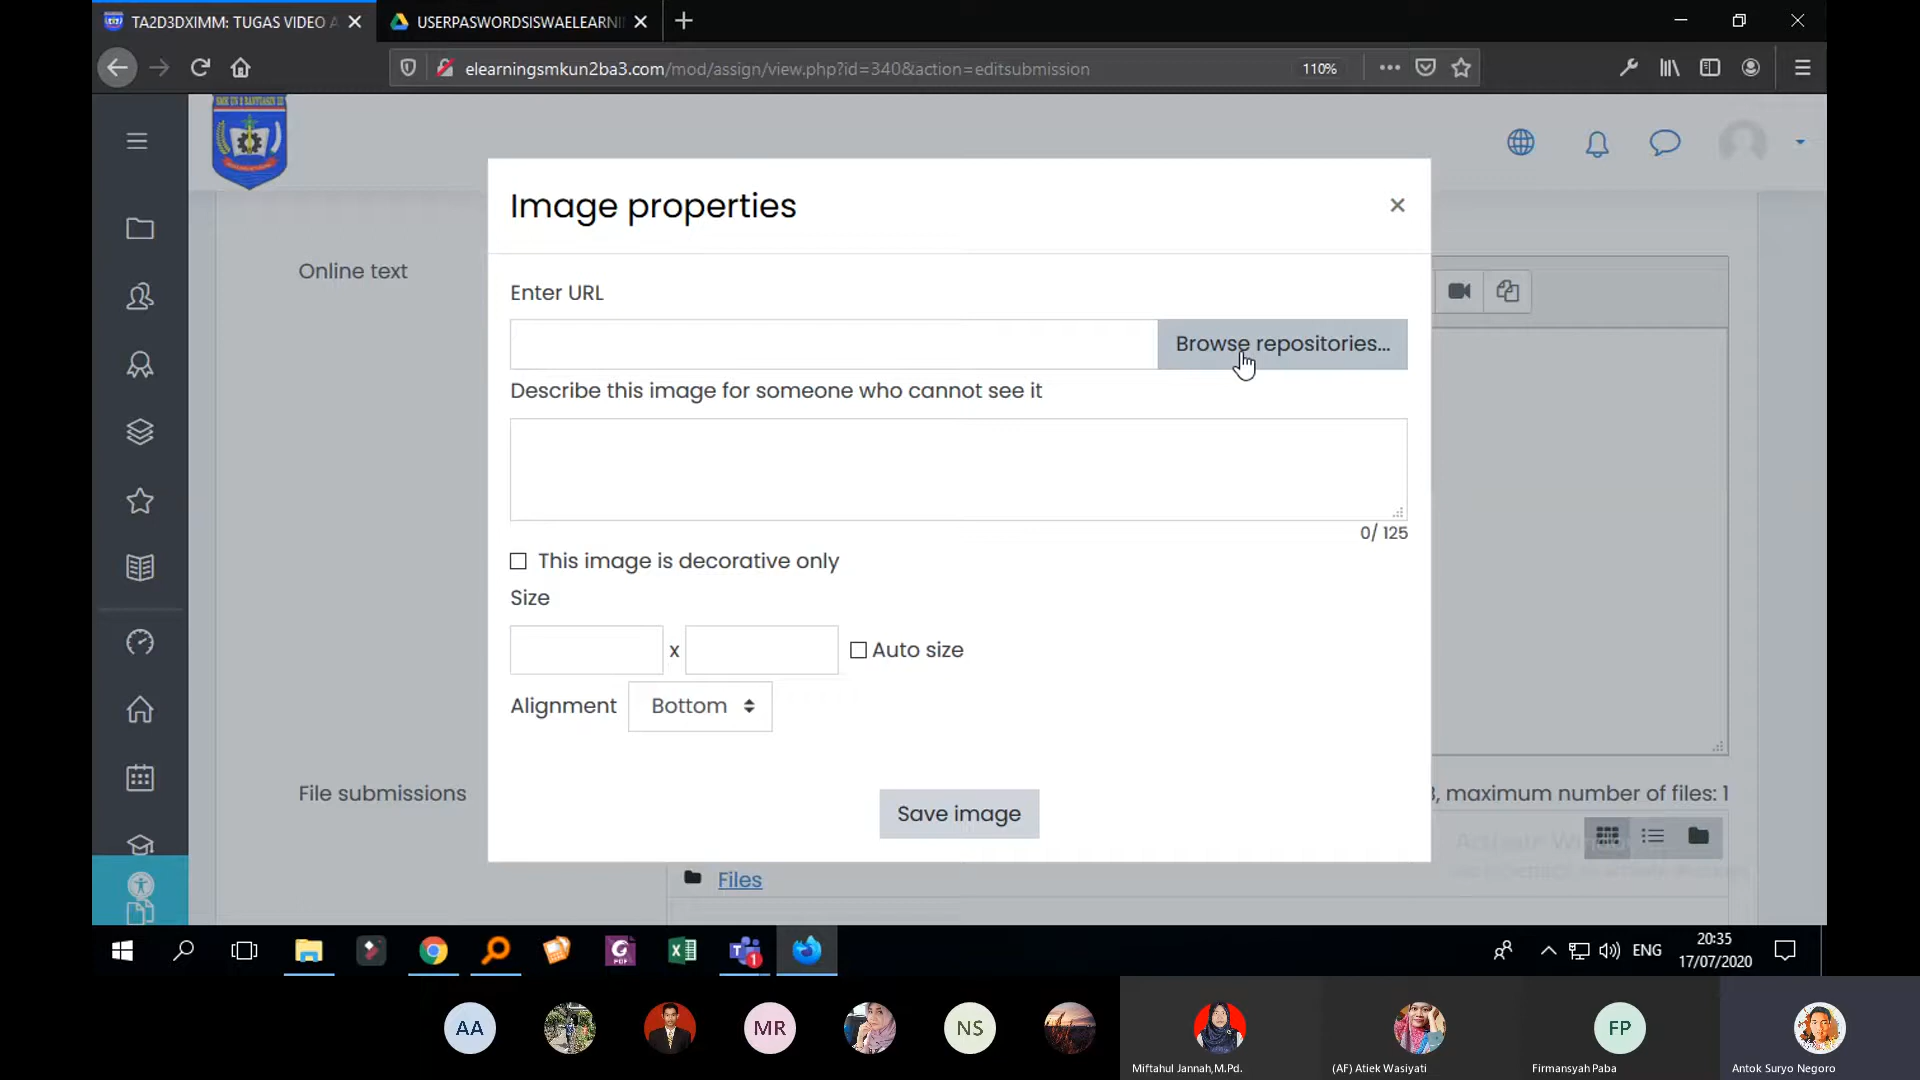 TA2D3DXIMM: TUGAS VIDEO A
USERPASWORDSISWAELEARNI
elearningsmkun2ba3.com/mod/assign/view.php?id=340&action=editsubmission
110%
Image properties
Online text
Enter URL
Browse repositories...
Describe this image for someone who cannot see it
0/ 125
This image is decorative only
Size
x
Auto size
Alignment
Bottom
File submissions
, maximum number of files: 1
Save image
Files
ENG
20:35
17/07/2020
1
AA
MR
NS
FP
Miftahul Jannah,M.Pd.
(AF) Atiek Wasiyati
Firmansyah Paba
Antok Suryo Negoro